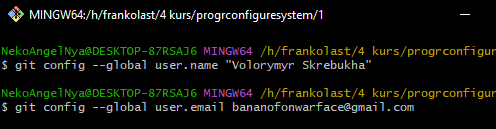 MINGW64:/h/frankolast/4 kurs/progrconfiguresystem/1
NekoAngelNya@DESKTOP-87RSAJ6 MINGW64 /h/frankolast/4 kurs/progrconfigur
$ git config --global user.name "Volorymyr Skrebukha"
NekoAngelNya@DESKTOP-87RSAJ6 MINGW64 /h/frankolast/4 kurs/progrconfigur
$ git config --global user.email bananofonwarface@gmail.com